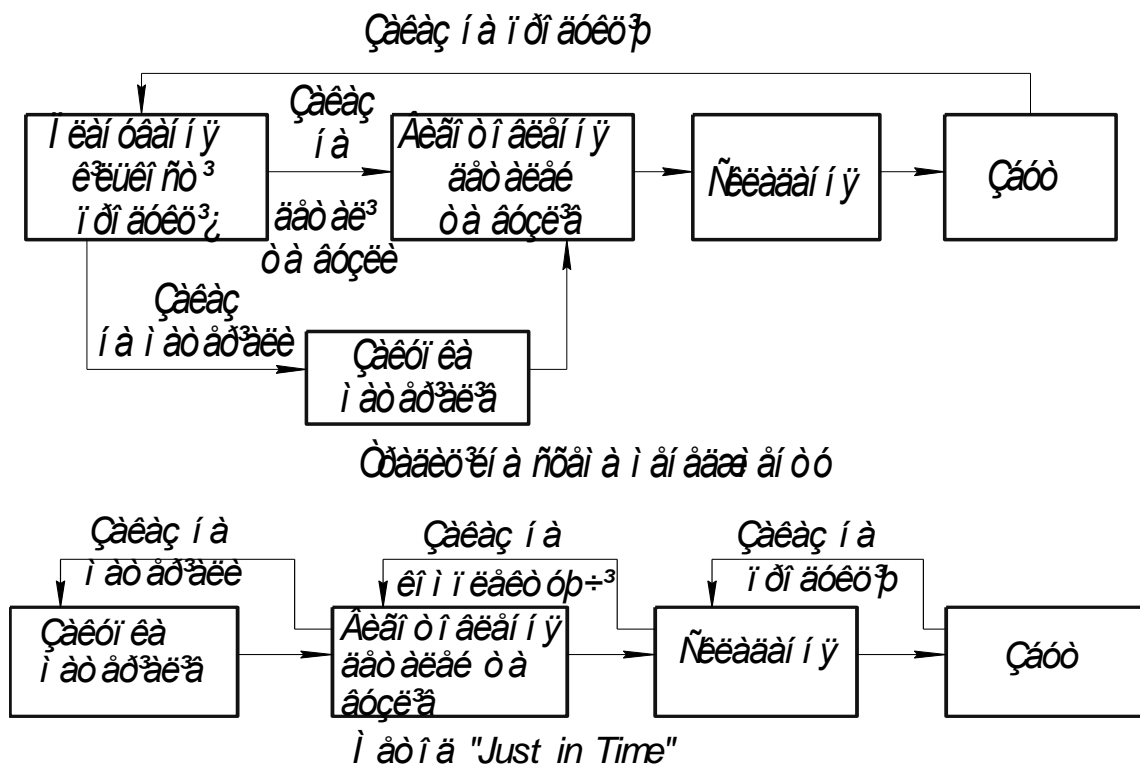 Çàêàç íà ïðîäóêö³þ
Çàêàç
íà
äåòàë³
òà âóçëè
Ïëàíóâàííÿ
ê³ëüêîñò³
ïðîäóêö³¿
Âèãîòîâëåííÿ
äåòàëåé
òà âóçë³â
Ñêëàäàííÿ
Çáóò
Çàêàç
íà ìàòåð³àëè
Çàêóïêà
ìàòåð³àë³â
Òðàäèö³éíà ñõåìà ìåíåäæìåíòó
Çàêàç íà
ìàòåð³àëè
Çàêàç íà
êîìïëåêòóþ÷³
Çàêàç íà
ïðîäóêö³þ
Çàêóïêà
ìàòåð³àë³â
Âèãîòîâëåííÿ
äåòàëåé òà
âóçë³â
Ñêëàäàííÿ
Çáóò
Ìåòîä "Just in Time"